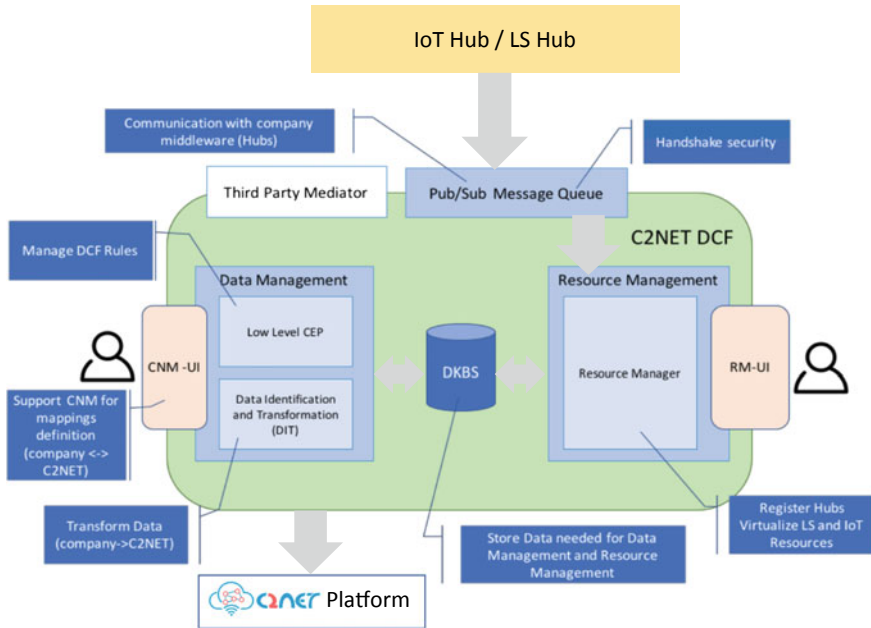 IoT Hub / LS Hub
Communication with company
middleware (Hubs)
Handshake security
Third Party Mediator
Pub/Sub Message Queue
C2NET DCF
Manage DCF Rules
Data Management
Resource Management
Low Level CEP
CNM -UI
DKBS
Resource Manager
RM-UI
Data Identification
and Transformation
(DIT)
Support CNM for
mappings
definition
(company <->
C2NET)
Transform Data
(company->C2NET)
Store Data needed for Data
Management and Resource
Management
Register Hubs
Virtualize LS and IoT
Resources
C2NET Platform